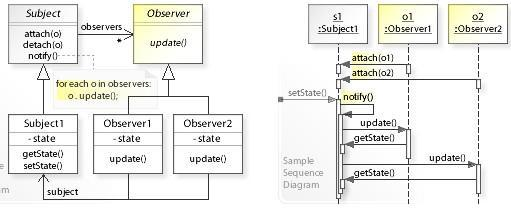 Subject
attach(o)
detach(o)
notify()
observers
*
Observer
update()
for each o in observers:
o . update();
Subject1
- state
getState()
setState()
Observer1
- state
update()
Observer2
- state
update()
subject
s1
:Subject1
o1
:Observer1
o2
:Observer2
attach(o1)
attach(o2)
setState()
notify()
update()
getState()
update()
getState()
Sample
Sequence
Diagram